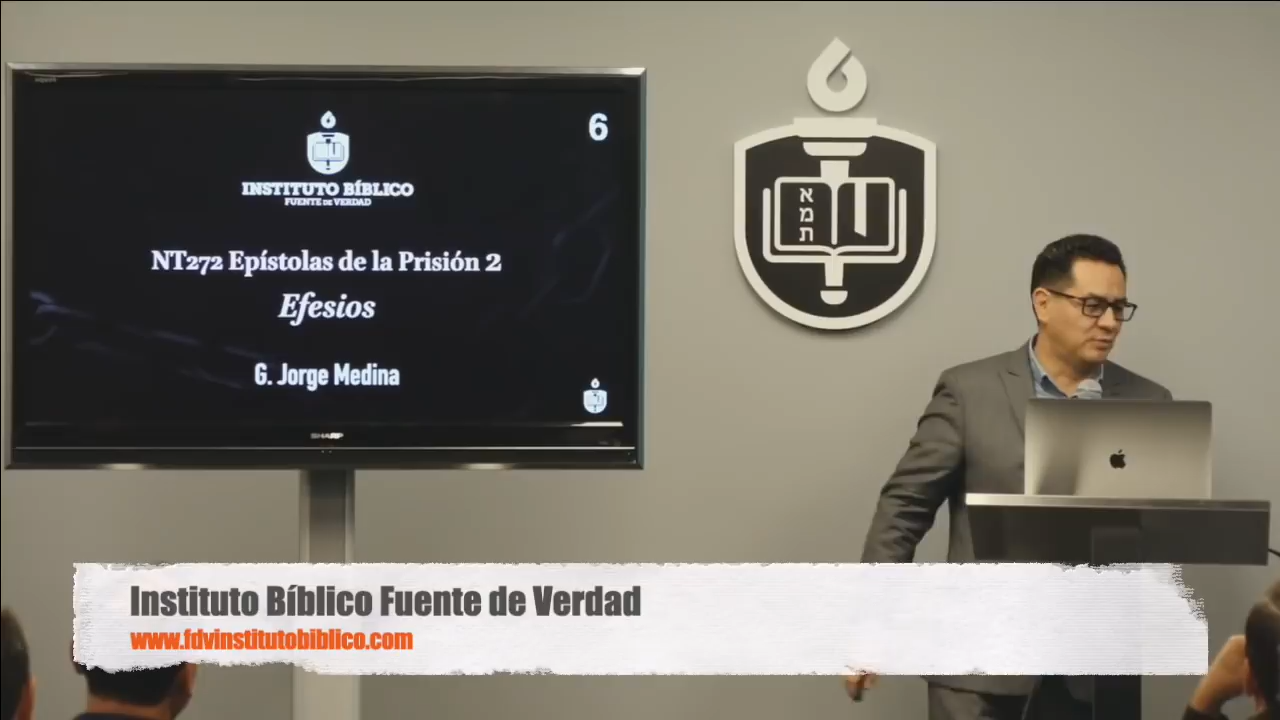 6
INSTITUTO BÍBLICO
FUENTE DE VERDAD
NT272 Epístolas de la Prisión 2
Efesios
G. Jorge Medina
SHARP
א
מ
ת
Instituto Bíblico Fuente de Verdad
www.fdvinstitutobiblico.com